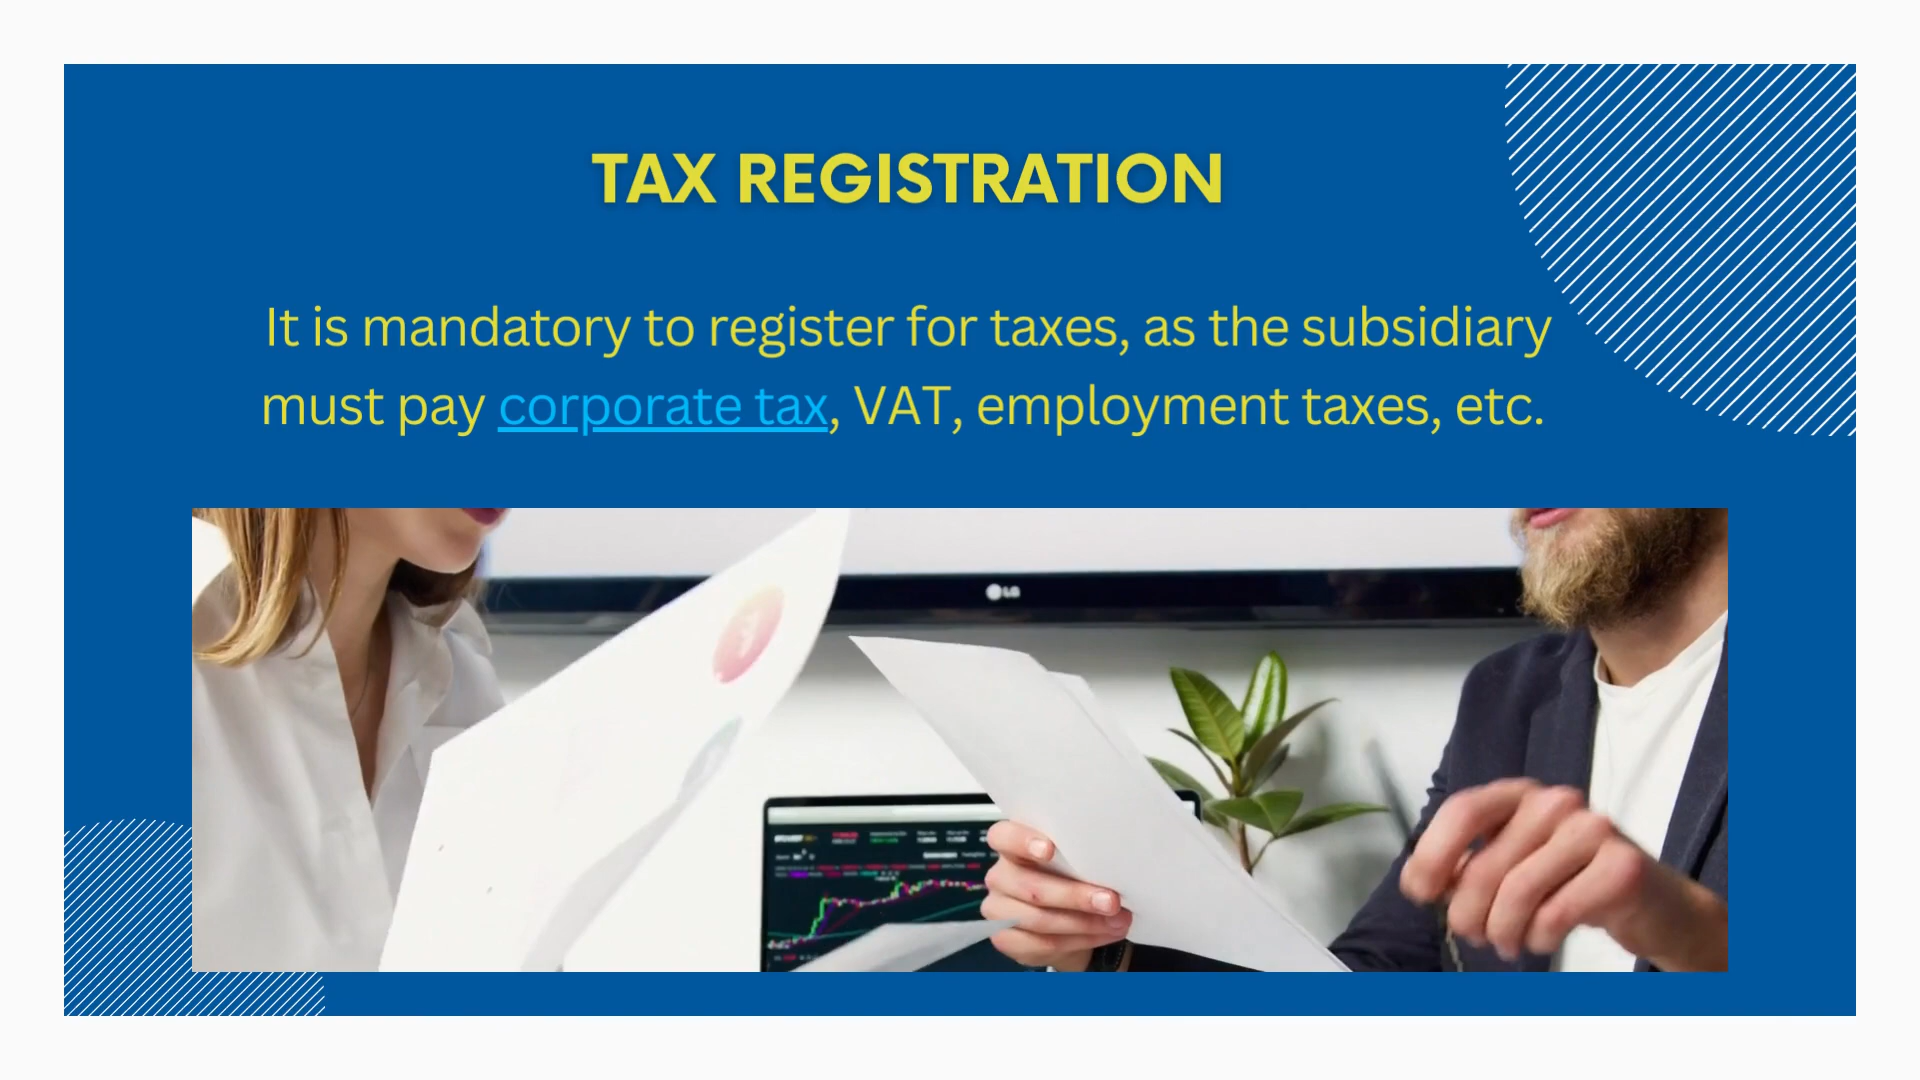 TAX REGISTRATION
It is mandatory to register for taxes, as the subsidiary
must pay corporate tax, VAT, employment taxes, etc.
LG